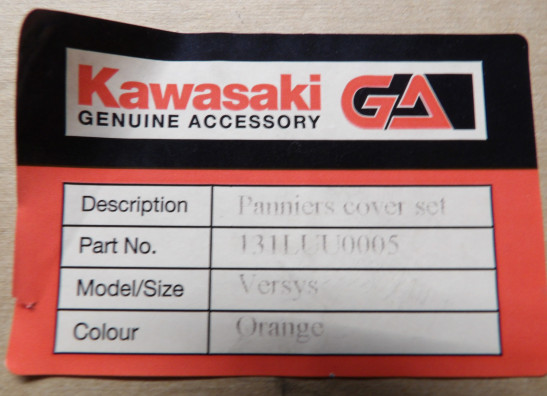 Kawasaki GA
GENUINE ACCESSORY
Description Panniers cover set
Part No. 131LUU0005
Model/Size Versys
Colour Orange